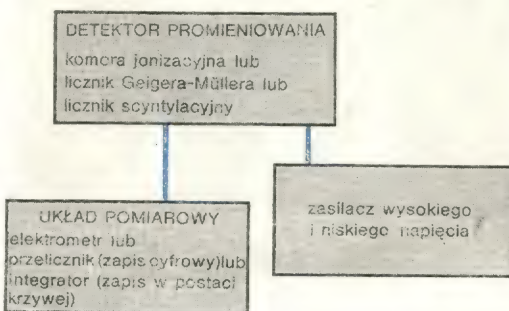 DETEKTOR PROMIENIOWANIA
komora jonizacyjna lub
licznik Geigera-Müllera lub
licznik scyntylacyjny
UKŁAD POMIAROWY
elektrometr lub
przelicznik (zapis cyfrowy) lub
integrator (zapis w postaci
krzywej)
zasilacz wysokiego
i niskiego napięcia